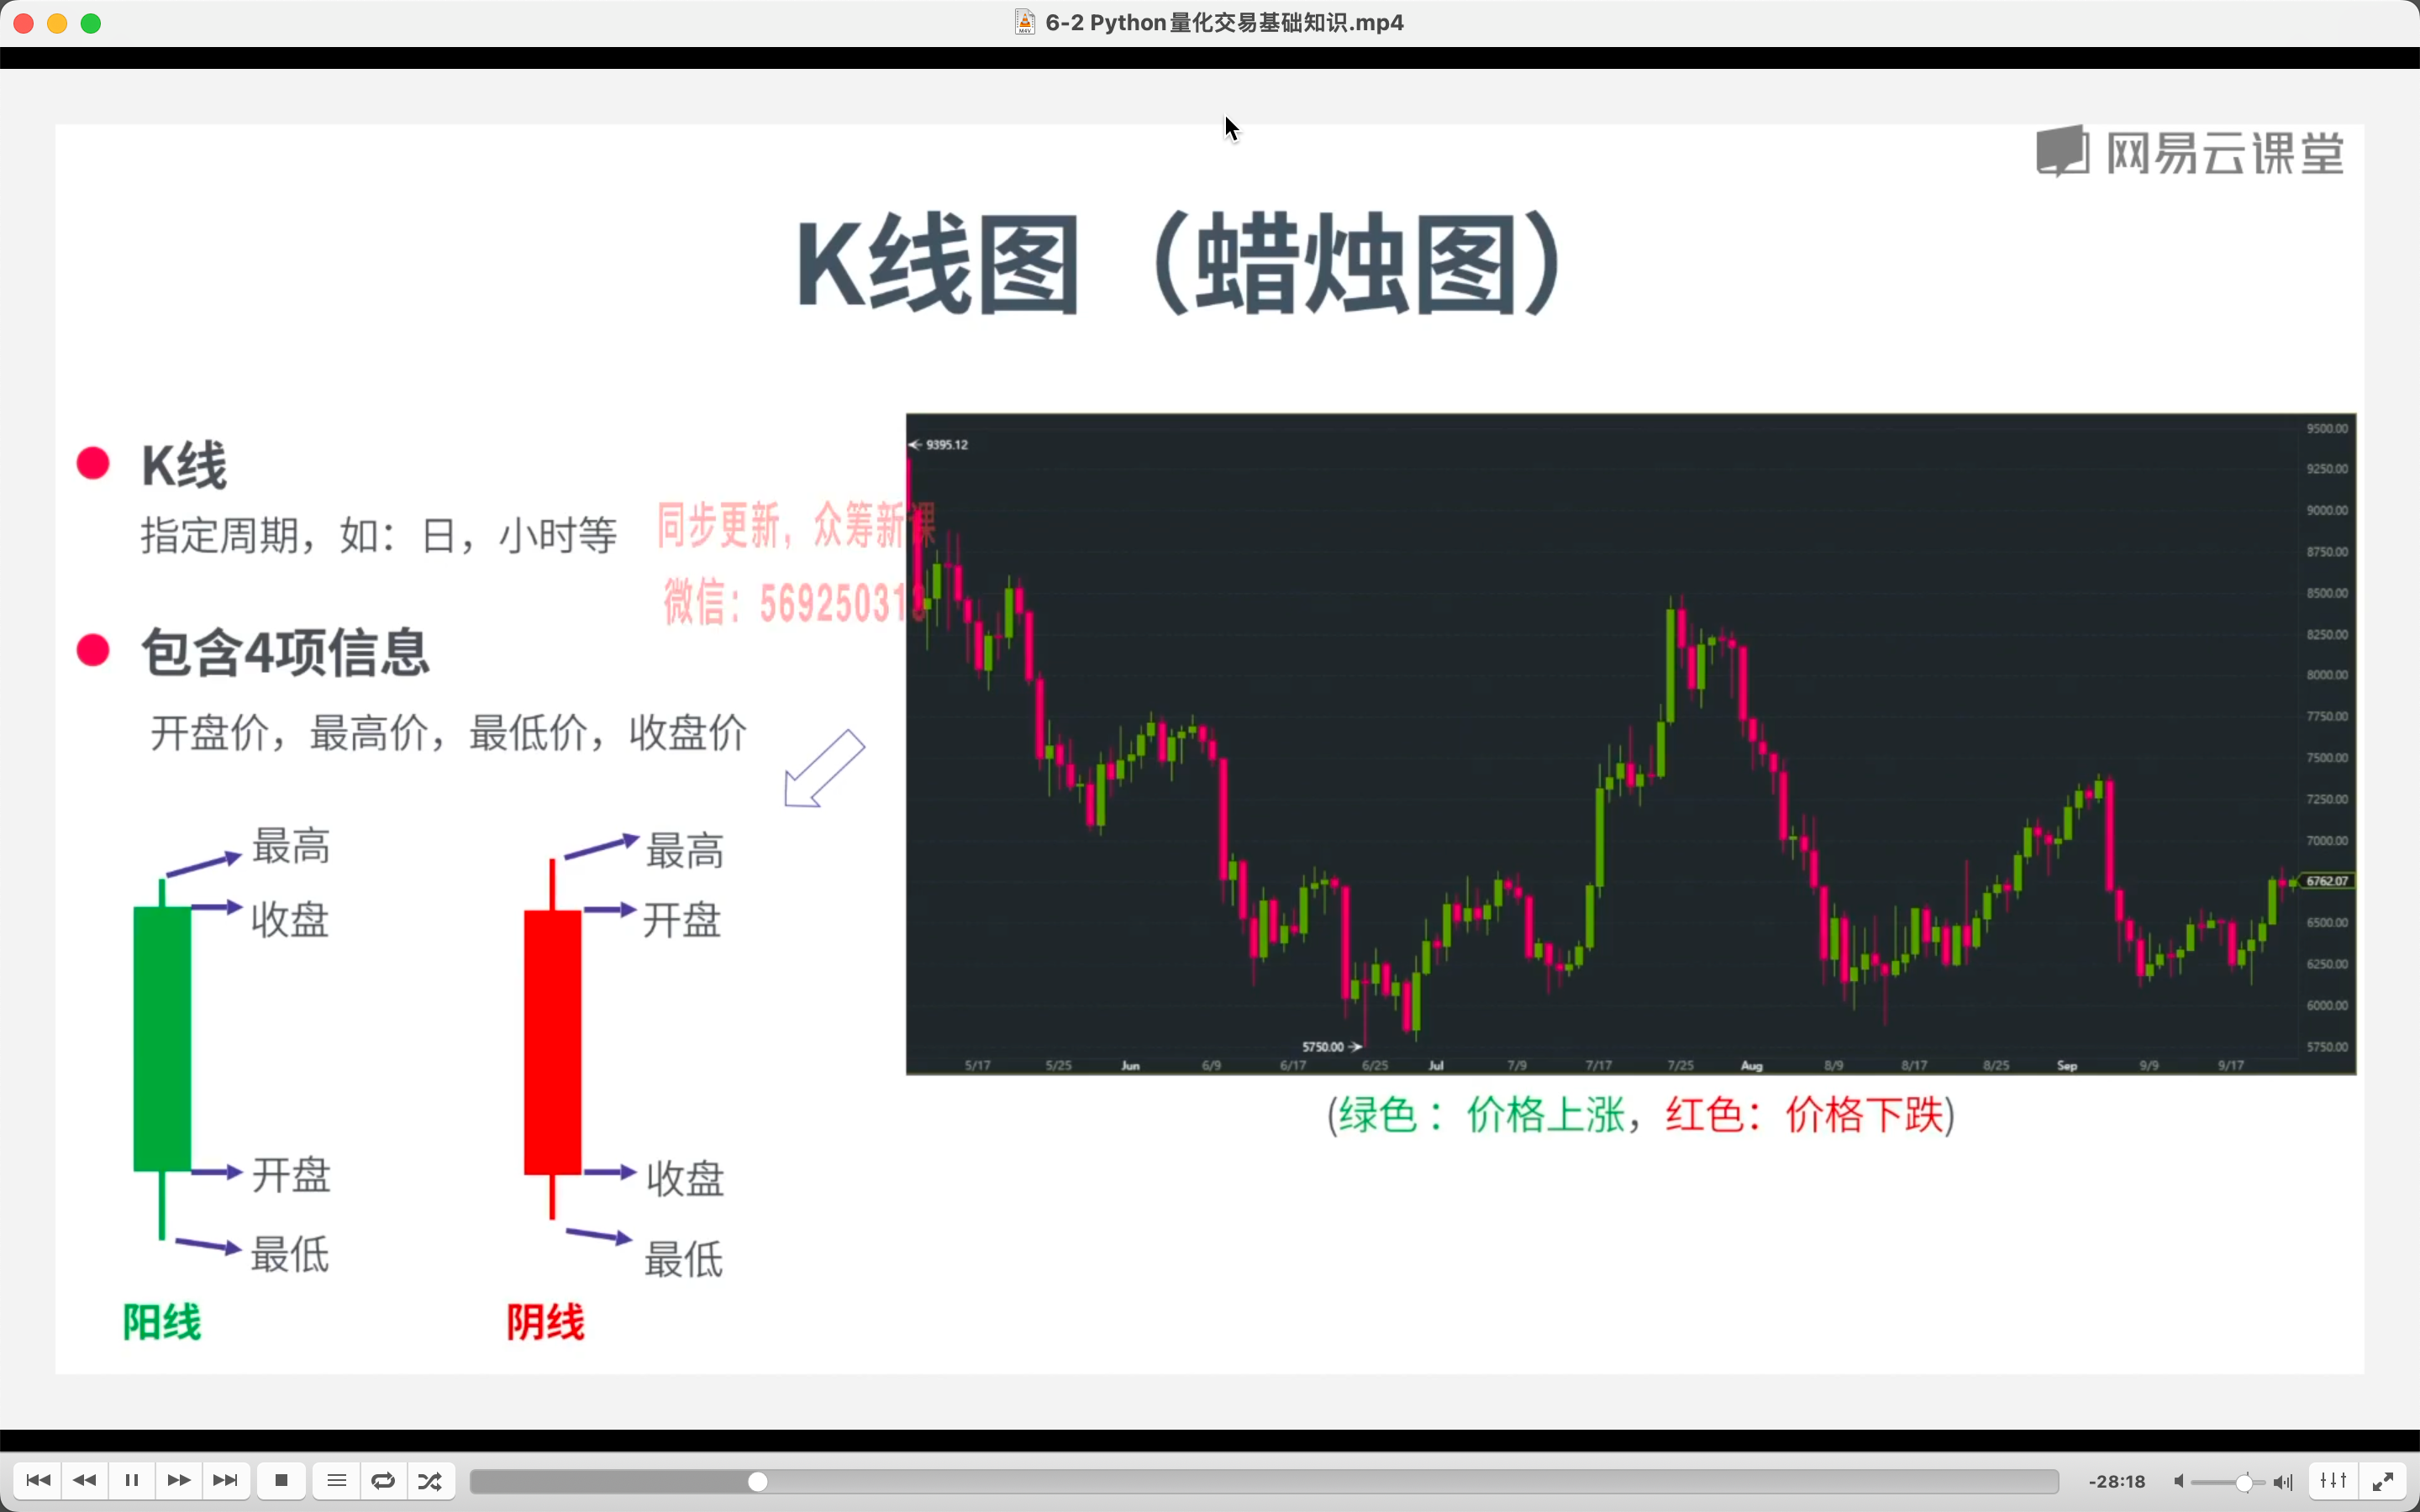 6-2 Python量化交易基础知识.mp4
网易云课堂
K线图（蜡烛图）
K线
指定周期，如：日，小时等
同步更新，众筹新课
微信：56925031
包含4项信息
开盘价，最高价，最低价，收盘价
最高
收盘
开盘
最低
阳线
最高
开盘
收盘
最低
阴线
9395.12
5750.00
9500.00
9250.00
9000.00
8750.00
8500.00
8250.00
8000.00
7750.00
7500.00
7250.00
7000.00
6762.07
6500.00
6250.00
6000.00
5750.00
5/17 5/25 Jun 6/9 6/17 6/25 Jul 7/9 7/17 7/25 Aug 8/9 8/17 8/25 Sep 9/9 9/17
(绿色：价格上涨，红色：价格下跌)
-28:18